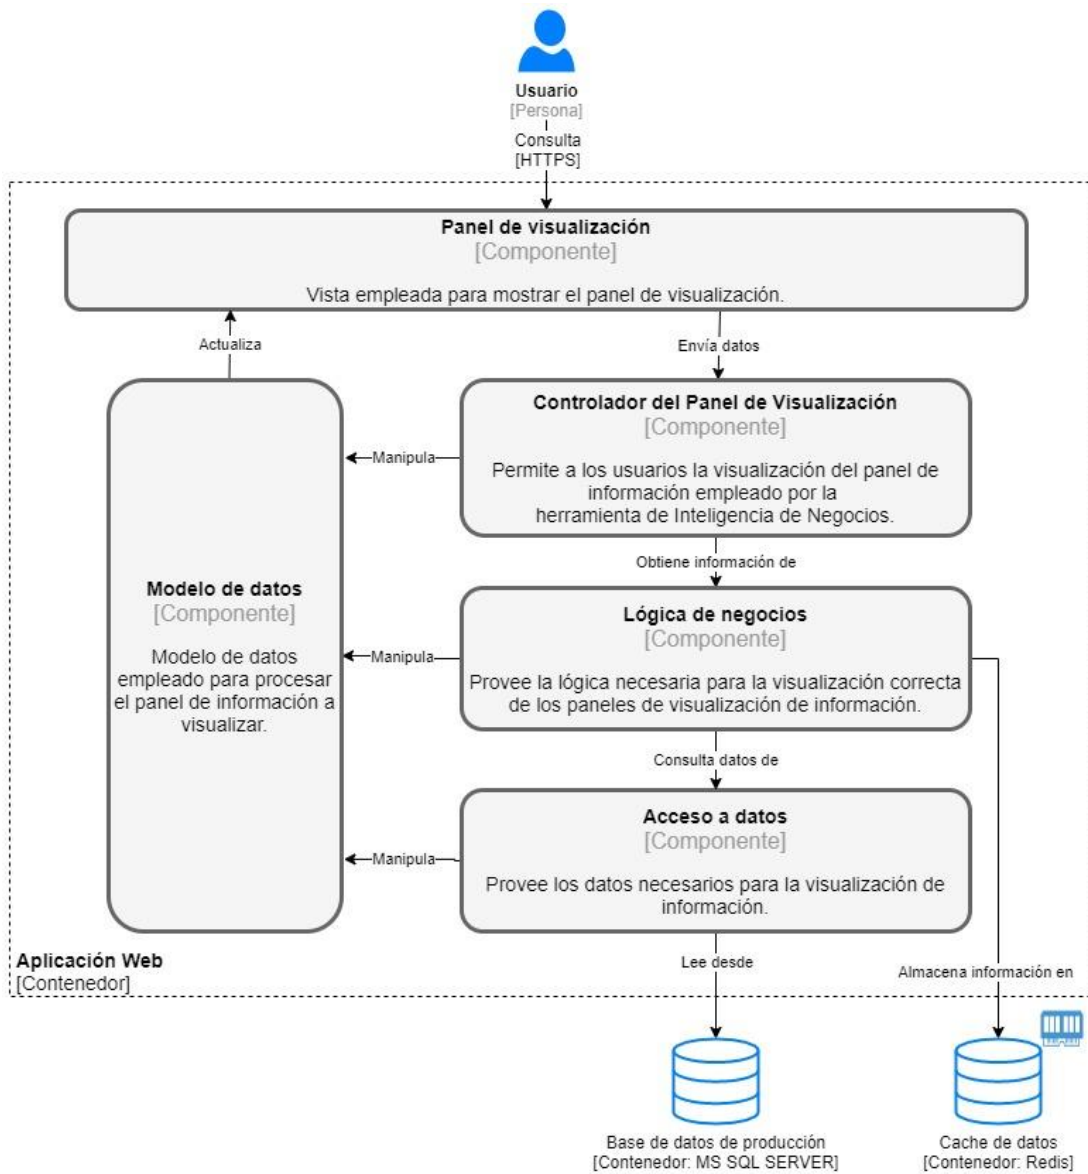 Usuario
[Persona]
Consulta
[HTTPS]
Panel de visualización
[Componente]
Vista empleada para mostrar el panel de visualización.
Actualiza
Envía datos
Controlador del Panel de Visualización
[Componente]
Permite a los usuarios la visualización del panel de
información empleado por la
herramienta de Inteligencia de Negocios.
Manipula
Obtiene información de
Modelo de datos
[Componente]
Modelo de datos
empleado para procesar
el panel de información a
visualizar.
Lógica de negocios
[Componente]
Provee la lógica necesaria para la visualización correcta
de los paneles de visualización de información.
Manipula
Consulta datos de
Acceso a datos
[Componente]
Provee los datos necesarios para la visualización de
información.
Manipula
Aplicación Web
[Contenedor]
Lee desde
Almacena información en
Base de datos de producción
[Contenedor: MS SQL SERVER]
Cache de datos
[Contenedor: Redis]